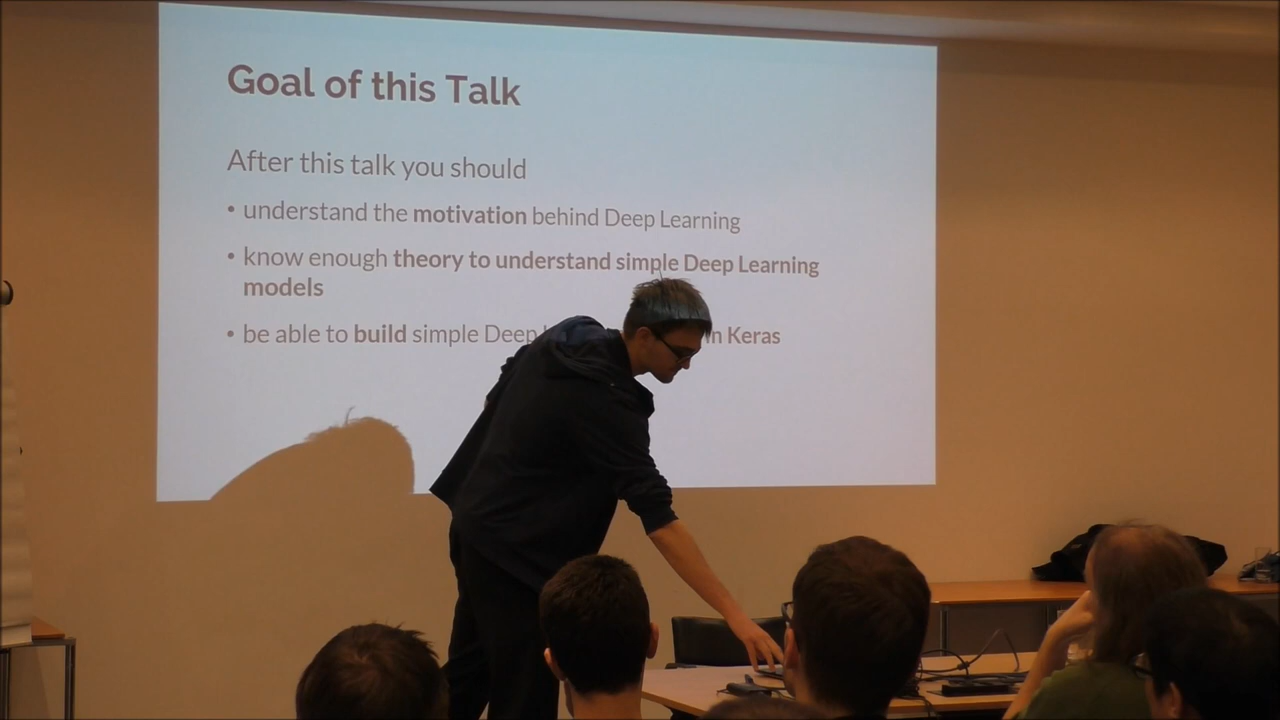 Goal of this Talk
After this talk you should
• understand the motivation behind Deep Learning
• know enough theory to understand simple Deep Learning
models
• be able to build simple Deep in Keras